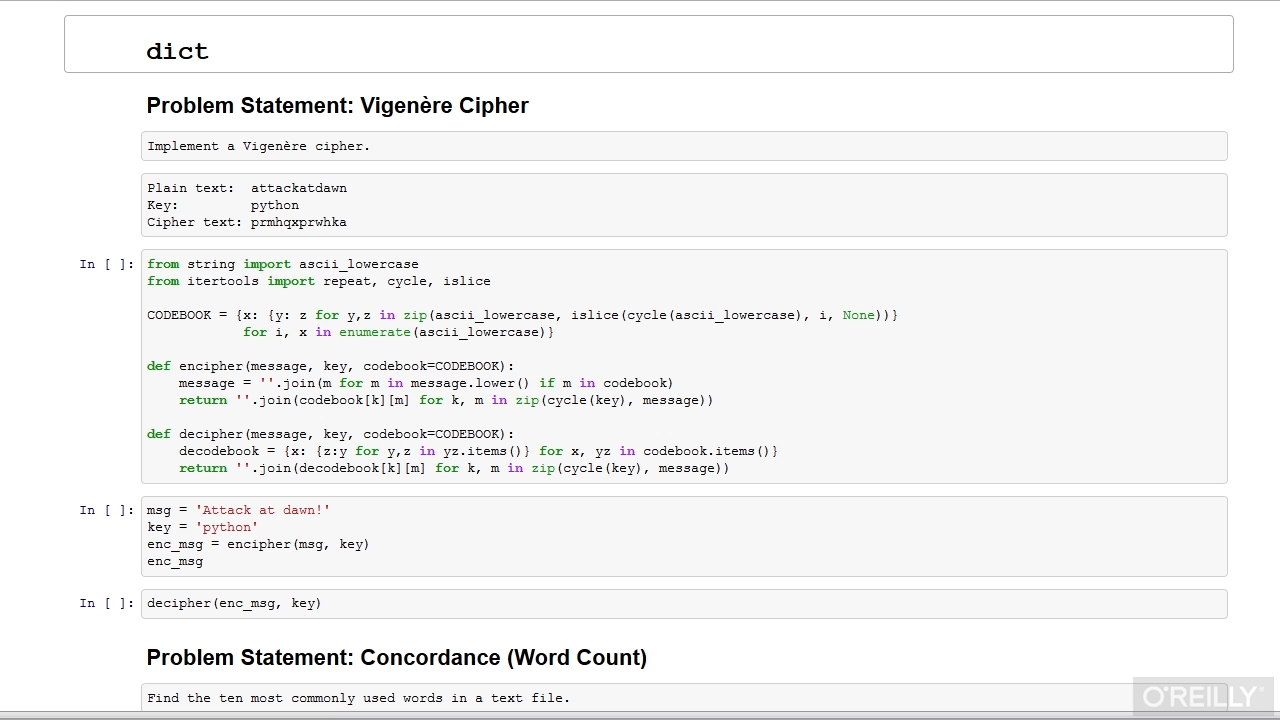 dict
Problem Statement: Vigenère Cipher
Implement a Vigenère cipher.
Plain text:  attackatdawn
Key:         python
Cipher text: prmhqxprwhka
In [ ]: from string import ascii_lowercase
from itertools import repeat, cycle, islice
CODEBOOK = {x: {y: z for y,z in zip(ascii_lowercase, islice(cycle(ascii_lowercase), i, None))}
            for i, x in enumerate(ascii_lowercase)}
def encipher(message, key, codebook=CODEBOOK):
    message = ''.join(m for m in message.lower() if m in codebook)
    return ''.join(codebook[k][m] for k, m in zip(cycle(key), message))
def decipher(message, key, codebook=CODEBOOK):
    decodebook = {x: {z:y for y,z in yz.items()} for x, yz in codebook.items()}
    return ''.join(decodebook[k][m] for k, m in zip(cycle(key), message))
In [ ]: msg = 'Attack at dawn!'
key = 'python'
enc_msg = encipher(msg, key)
enc_msg
In [ ]: decipher(enc_msg, key)
Problem Statement: Concordance (Word Count)
Find the ten most commonly used words in a text file.
O'REILLY®